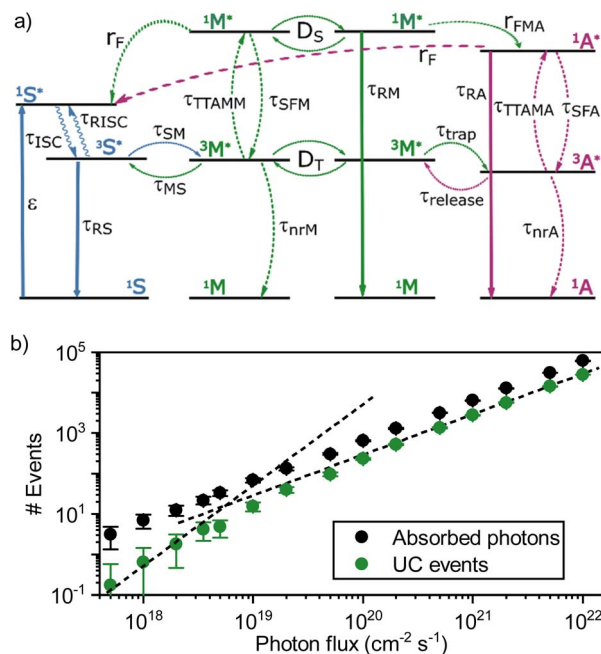 a)
¹M* D_S ¹M* r_FMA
r_F r_F ¹A*
¹S* τ_TTAMM τ_SFM τ_RM τ_RA τ_TTAMA τ_SFA
τ_RISC
τ_ISC ³S* τ_SM ³M* D_T ³M* τ_trap ³A*
τ_MS τ_release
ε τ_RS τ_nrM τ_nrA
¹S ¹M ¹M ¹A
b)
10⁵
10³
10¹
10⁻¹
# Events
Absorbed photons
UC events
10¹⁸ 10¹⁹ 10²⁰ 10²¹ 10²²
Photon flux (cm⁻² s⁻¹)